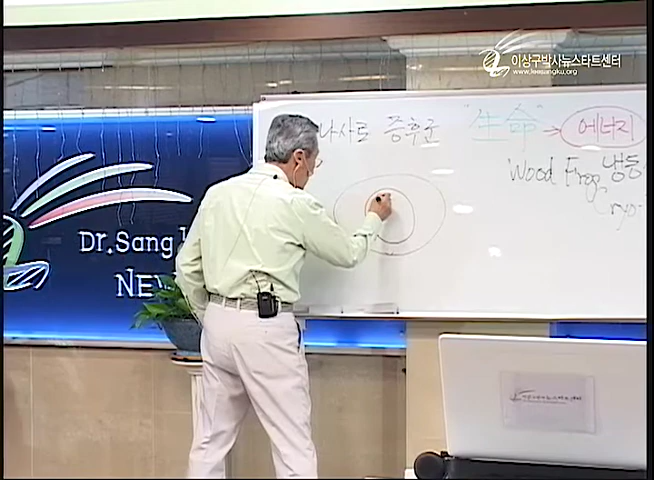 이상구박사뉴스타트센터
www.leesangku.org
나사로 증후군 "生命" → 에너지
Wood Frog, 냉동
Dr.Sang
NEW